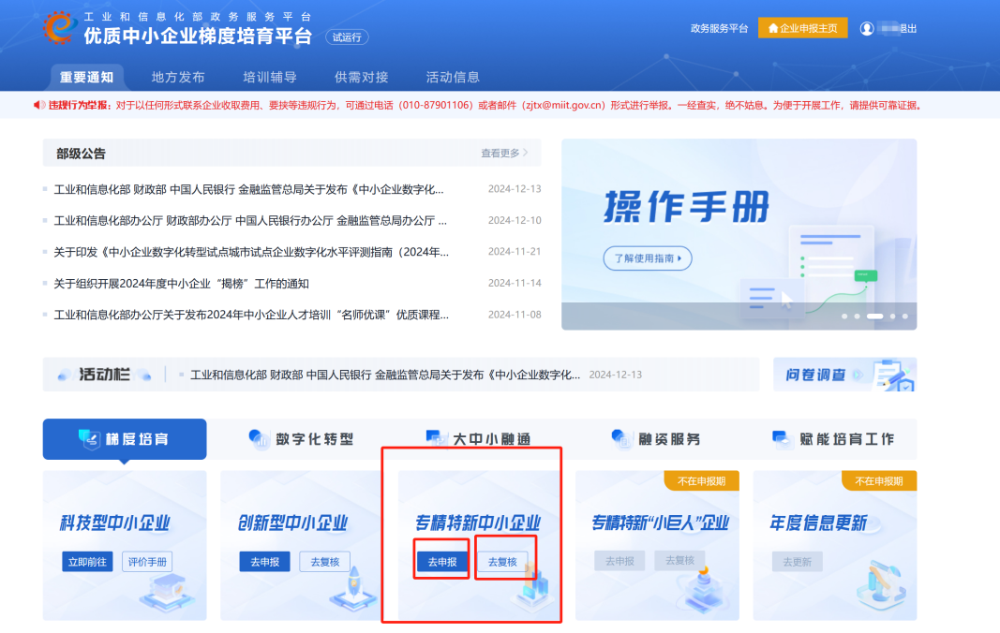 工业和信息化部政务服务平台
优质中小企业梯度培育平台 试运行
政务服务平台 企业申报主页 退出
重要通知 地方发布 培训辅导 供需对接 活动信息
违规行为举报：对于以任何形式联系企业收取费用、要挟等违规行为，可通过电话（010-87901106）或者邮件（zjtx@miit.gov.cn）形式进行举报。一经查实，绝不姑息。为便于开展工作，请提供可靠证据。
部级公告 查看更多
工业和信息化部 财政部 中国人民银行 金融监管总局关于发布《中小企业数字化... 2024-12-13
工业和信息化部办公厅 财政部办公厅 中国人民银行办公厅 金融监管总局办公厅 ... 2024-12-10
关于印发《中小企业数字化转型试点城市试点企业数字化水平评测指南（2024年... 2024-11-21
关于组织开展2024年度中小企业“揭榜”工作的通知 2024-11-14
工业和信息化部办公厅关于发布2024年中小企业人才培训“名师优课”优质课程... 2024-11-08
操作手册
了解使用指南
活动栏 工业和信息化部 财政部 中国人民银行 金融监管总局关于发布《中小企业数字化... 2024-12-13
问卷调查
梯度培育 数字化转型 大中小融通 融资服务 赋能培育工作
不在申报期 不在申报期
科技型中小企业 创新型中小企业 专精特新中小企业 专精特新“小巨人”企业 年度信息更新
立即前往 评价手册 去申报 去复核 去申报 去复核 去申报 去复核 去更新